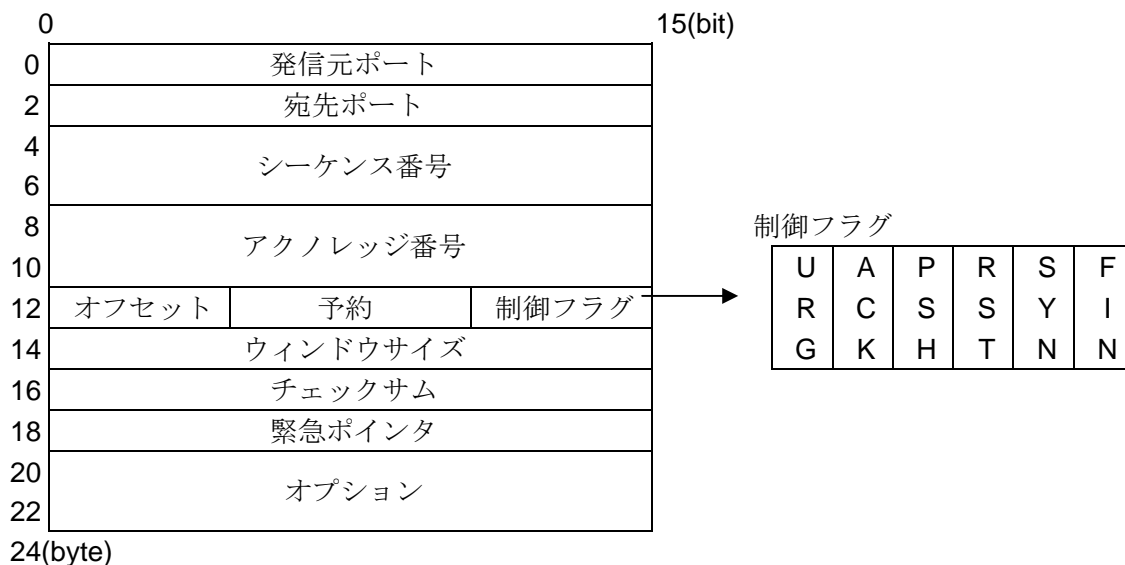 0 15(bit)
0 発信元ポート
2 宛先ポート
4
シーケンス番号
6
8
アクノレッジ番号
10
12 オフセット 予約 制御フラグ
14 ウィンドウサイズ
16 チェックサム
18 緊急ポインタ
20
オプション
22
24(byte)
制御フラグ
U A P R S F
R C S S Y I
G K H T N N